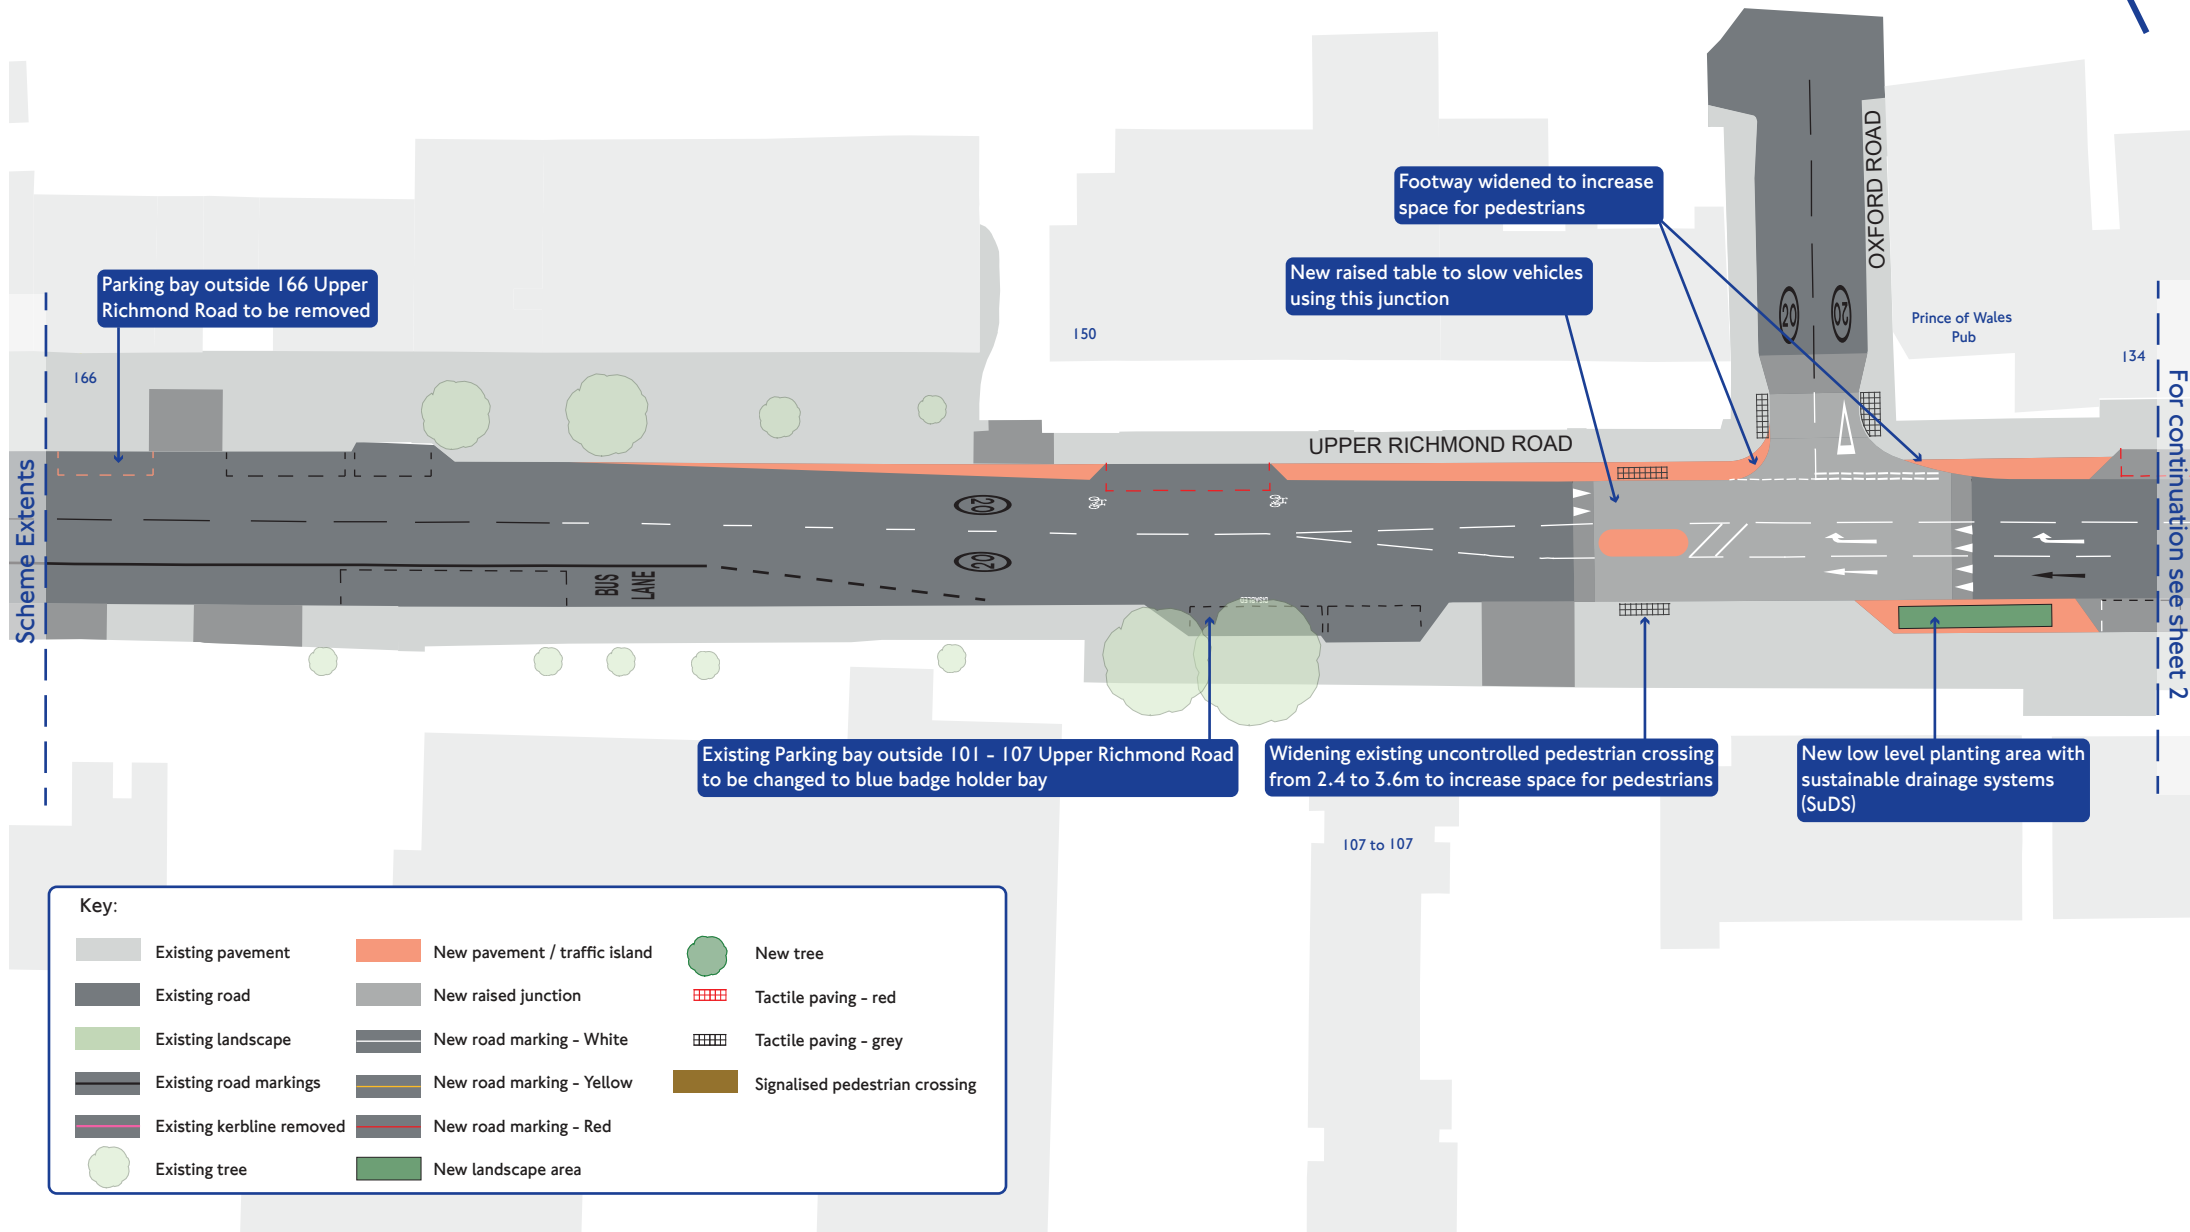 OXFORD ROAD
Footway widened to increase
space for pedestrians
New raised table to slow vehicles
using this junction
Parking bay outside 166 Upper
Richmond Road to be removed
20
20
Prince of Wales
Pub
150
134
166
UPPER RICHMOND ROAD
Scheme Extents
For continuation see sheet 2
20
20
BUS
LANE
Existing Parking bay outside 101 - 107 Upper Richmond Road
to be changed to blue badge holder bay
Widening existing uncontrolled pedestrian crossing
from 2.4 to 3.6m to increase space for pedestrians
New low level planting area with
sustainable drainage systems
(SuDS)
107 to 107
Key:
Existing pavement
Existing road
Existing landscape
Existing road markings
Existing kerbline removed
Existing tree
New pavement / traffic island
New raised junction
New road marking - White
New road marking - Yellow
New road marking - Red
New landscape area
New tree
Tactile paving - red
Tactile paving - grey
Signalised pedestrian crossing